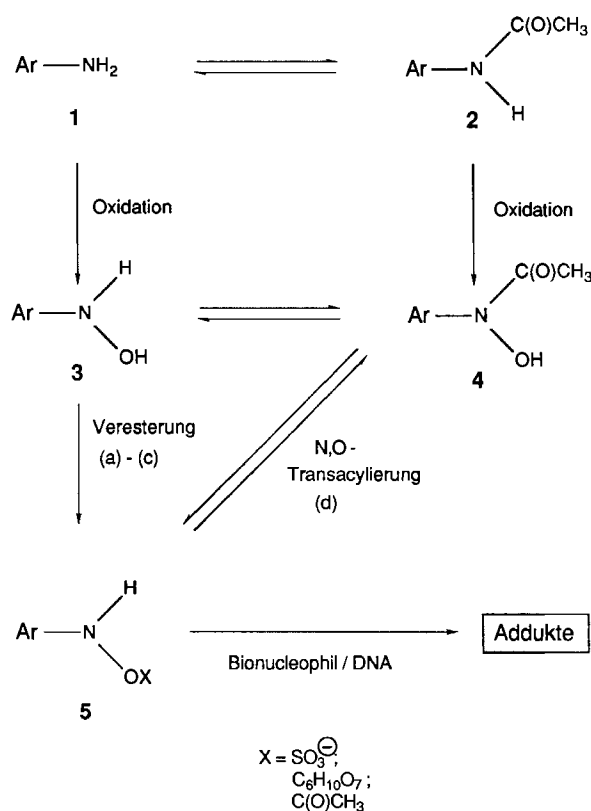 C(O)CH₃
Ar NH₂ Ar N
H
1 2
Oxidation Oxidation
H C(O)CH₃
Ar N Ar N
OH OH
3 4
Veresterung
(a) - (c)
N,O -
Transacylierung
(d)
H
Ar N
OX
5
Bionucleophil / DNA
Addukte
X = SO₃⊖;
C₆H₁₀O₇ ;
C(O)CH₃